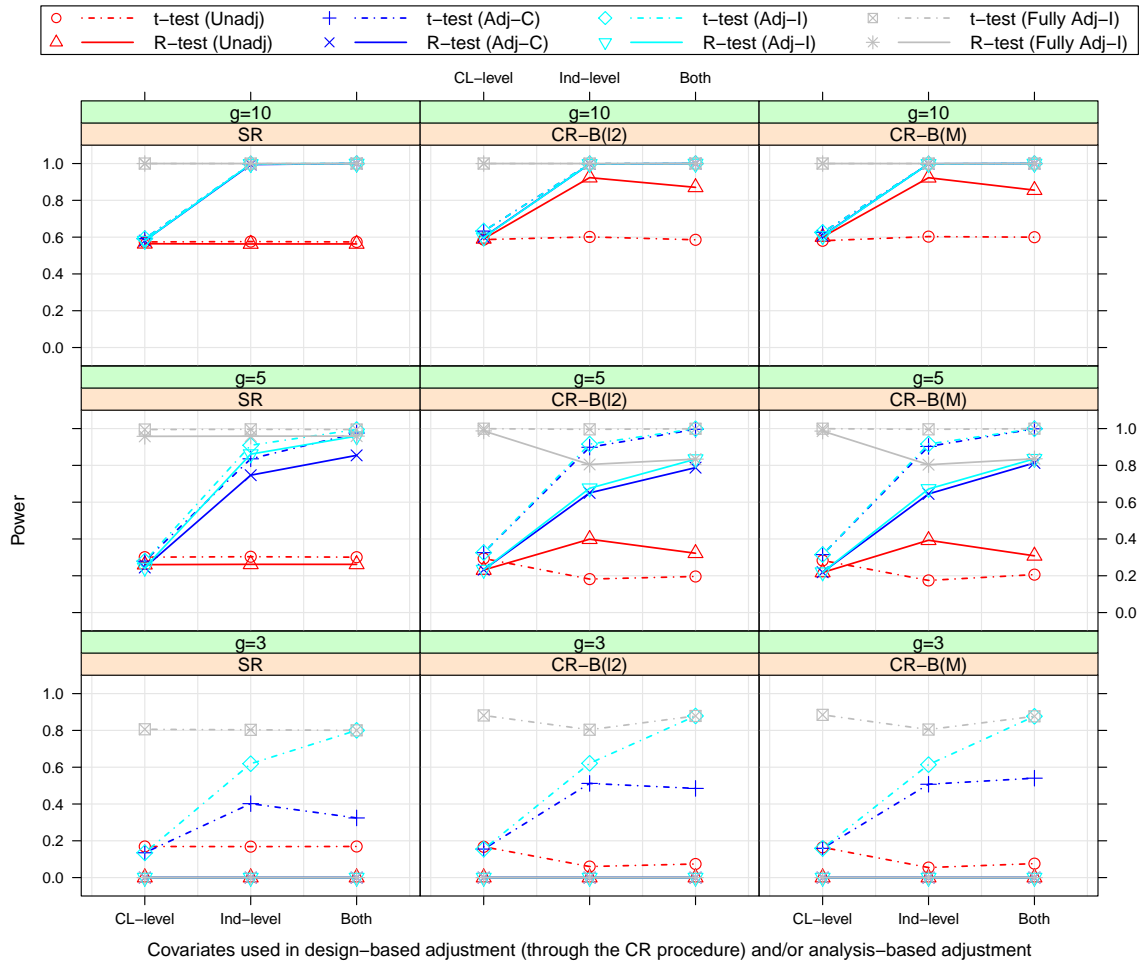 t−test (Unadj) t−test (Adj−C) t−test (Adj−I) t−test (Fully Adj−I)
R−test (Unadj) R−test (Adj−C) R−test (Adj−I) R−test (Fully Adj−I)
CL−level Ind−level Both
g=10 g=10 g=10
SR CR−B(l2) CR−B(M)
1.0
0.8
0.6
0.4
0.2
0.0
g=5 g=5 g=5
SR CR−B(l2) CR−B(M)
1.0
0.8
0.6
0.4
0.2
0.0
Power
g=3 g=3 g=3
SR CR−B(l2) CR−B(M)
1.0
0.8
0.6
0.4
0.2
0.0
CL−level Ind−level Both CL−level Ind−level Both
Covariates used in design−based adjustment (through the CR procedure) and/or analysis−based adjustment